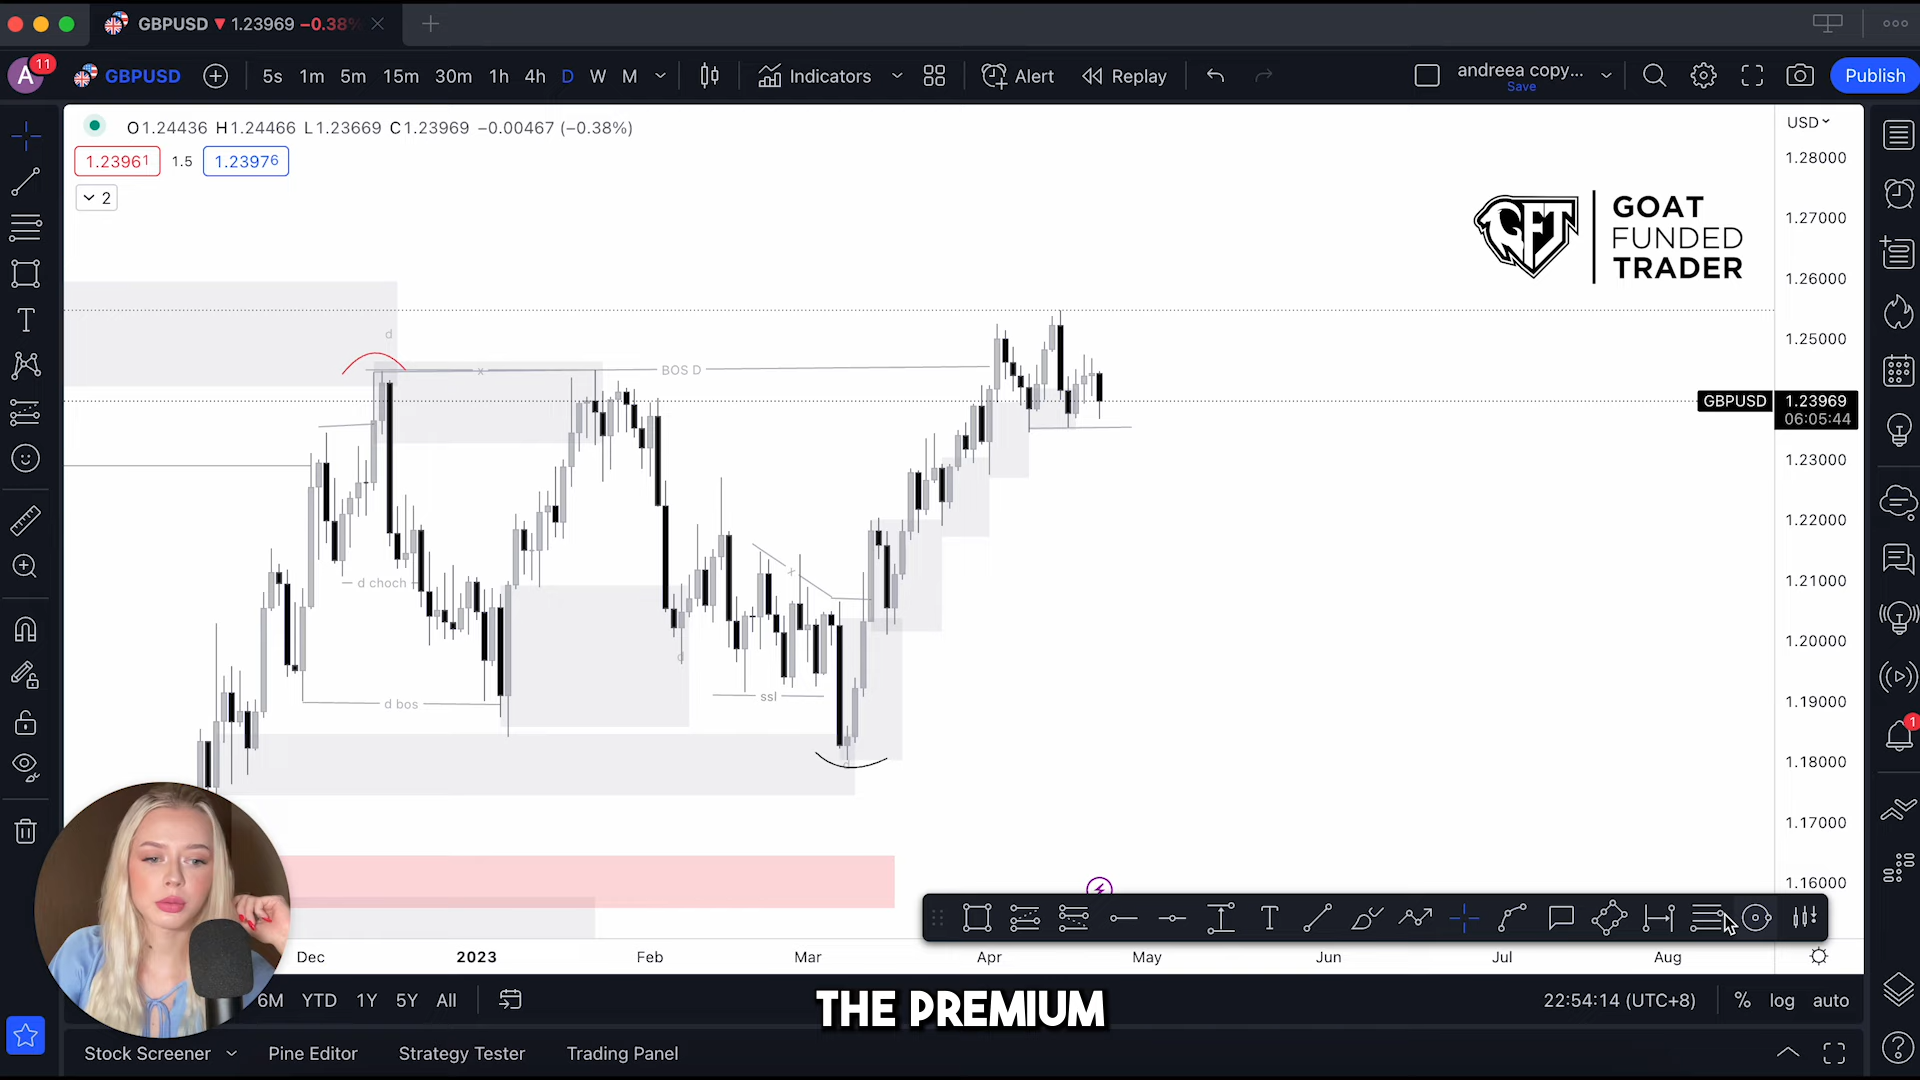 GBPUSD ▼ 1.23969 −0.38%
A 11 GBPUSD 5s 1m 5m 15m 30m 1h 4h D W M Indicators Alert Replay andreea copy... Save Publish
O1.24436 H1.24466 L1.23669 C1.23969 −0.00467 (−0.38%)
1.23961 1.5 1.23976
2
USD
1.28000
1.27000
1.26000
1.25000
GBPUSD 1.23969
06:05:44
1.23000
1.22000
1.21000
1.20000
1.19000
1.18000
1.17000
1.16000
GFT
GOAT
FUNDED
TRADER
d
x
BOS D
d choch
x
d
d bos
ssl
d
1
Dec 2023 Feb Mar Apr May Jun Jul Aug
6M YTD 1Y 5Y All 22:54:14 (UTC+8) % log auto
THE PREMIUM
Stock Screener Pine Editor Strategy Tester Trading Panel